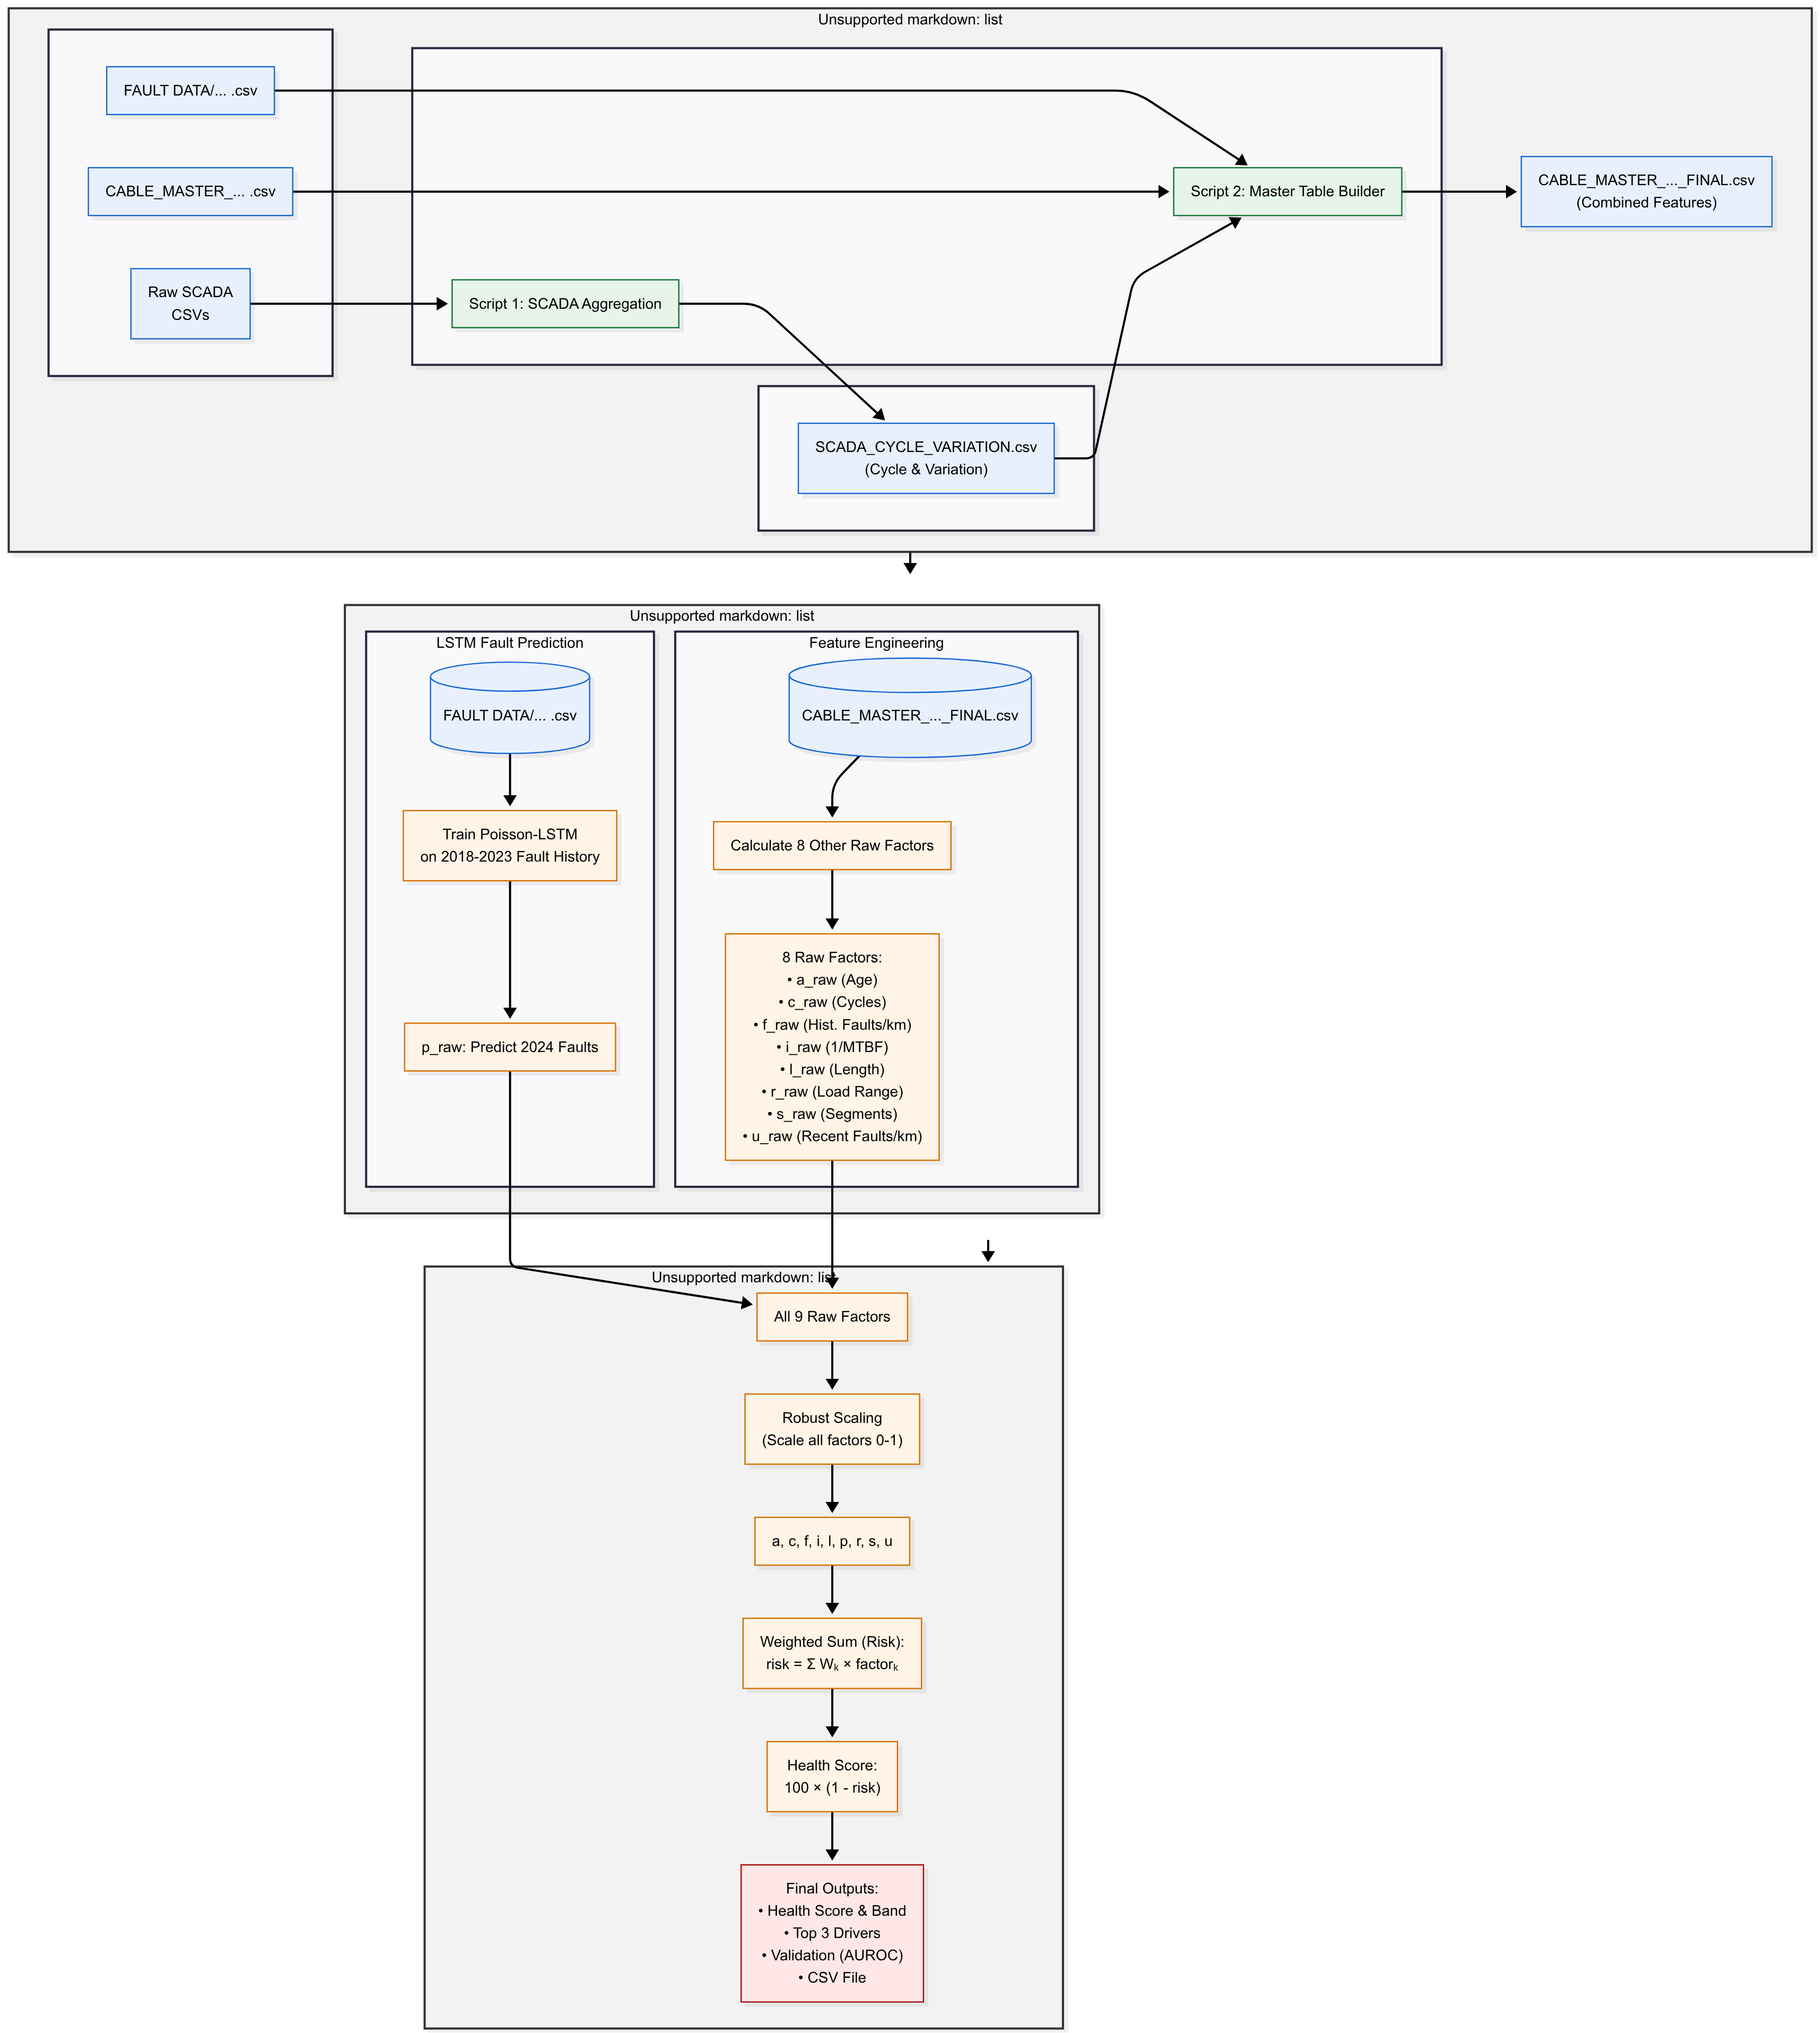 Unsupported markdown: list
FAULT DATA/... .csv
CABLE_MASTER_... .csv
Raw SCADA
CSVs
Script 1: SCADA Aggregation
Script 2: Master Table Builder
CABLE_MASTER_..._FINAL.csv
(Combined Features)
SCADA_CYCLE_VARIATION.csv
(Cycle & Variation)
Unsupported markdown: list
LSTM Fault Prediction
FAULT DATA/... .csv
Train Poisson-LSTM
on 2018-2023 Fault History
p_raw: Predict 2024 Faults
Feature Engineering
CABLE_MASTER_..._FINAL.csv
Calculate 8 Other Raw Factors
8 Raw Factors:
• a_raw (Age)
• c_raw (Cycles)
• f_raw (Hist. Faults/km)
• i_raw (1/MTBF)
• l_raw (Length)
• r_raw (Load Range)
• s_raw (Segments)
• u_raw (Recent Faults/km)
Unsupported markdown: list
All 9 Raw Factors
Robust Scaling
(Scale all factors 0-1)
a, c, f, i, l, p, r, s, u
Weighted Sum (Risk):
risk = Σ Wₖ × factorₖ
Health Score:
100 × (1 - risk)
Final Outputs:
• Health Score & Band
• Top 3 Drivers
• Validation (AUROC)
• CSV File